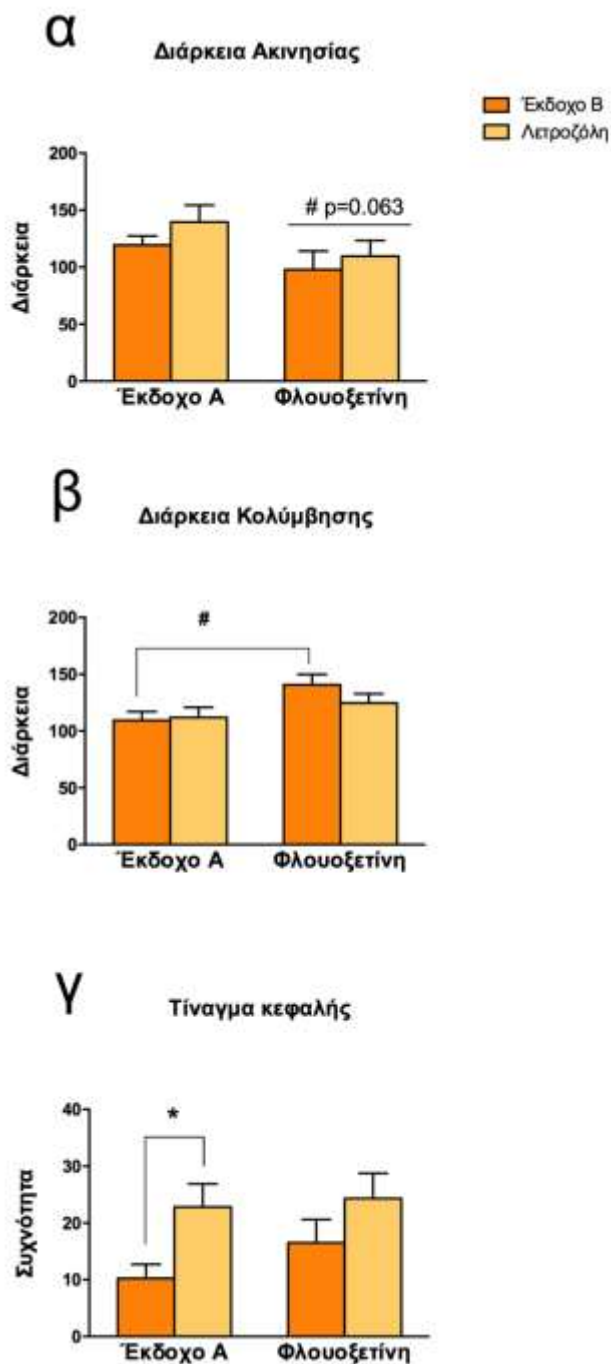 α
Διάρκεια Ακινησίας
Έκδοχο Β
Λετροζόλη
200
150
100
50
0
Διάρκεια
# p=0.063
Έκδοχο Α Φλουοξετίνη
β
Διάρκεια Κολύμβησης
200
150
100
50
0
Διάρκεια
#
Έκδοχο Α Φλουοξετίνη
γ
Τίναγμα κεφαλής
40
30
20
10
0
Συχνότητα
*
Έκδοχο Α Φλουοξετίνη